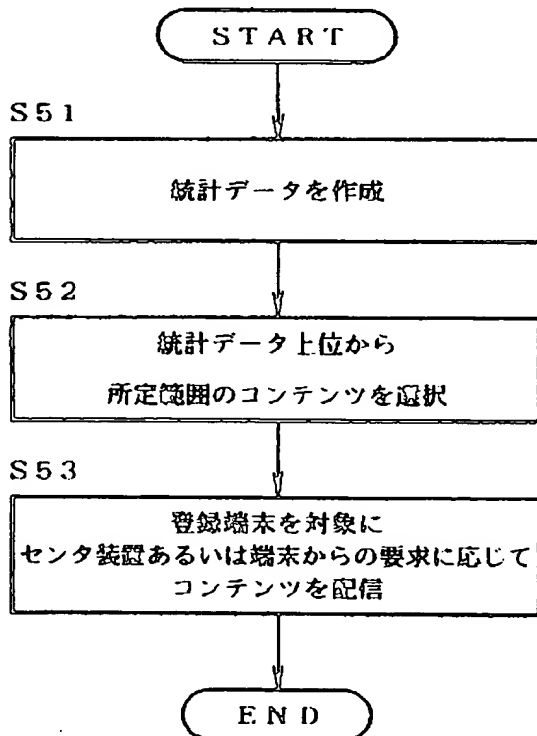 START
S51
統計データを作成
S52
統計データ上位から
所定範囲のコンテンツを選択
S53
登録端末を対象に
センタ装置あるいは端末からの要求に応じて
コンテンツを配信
END